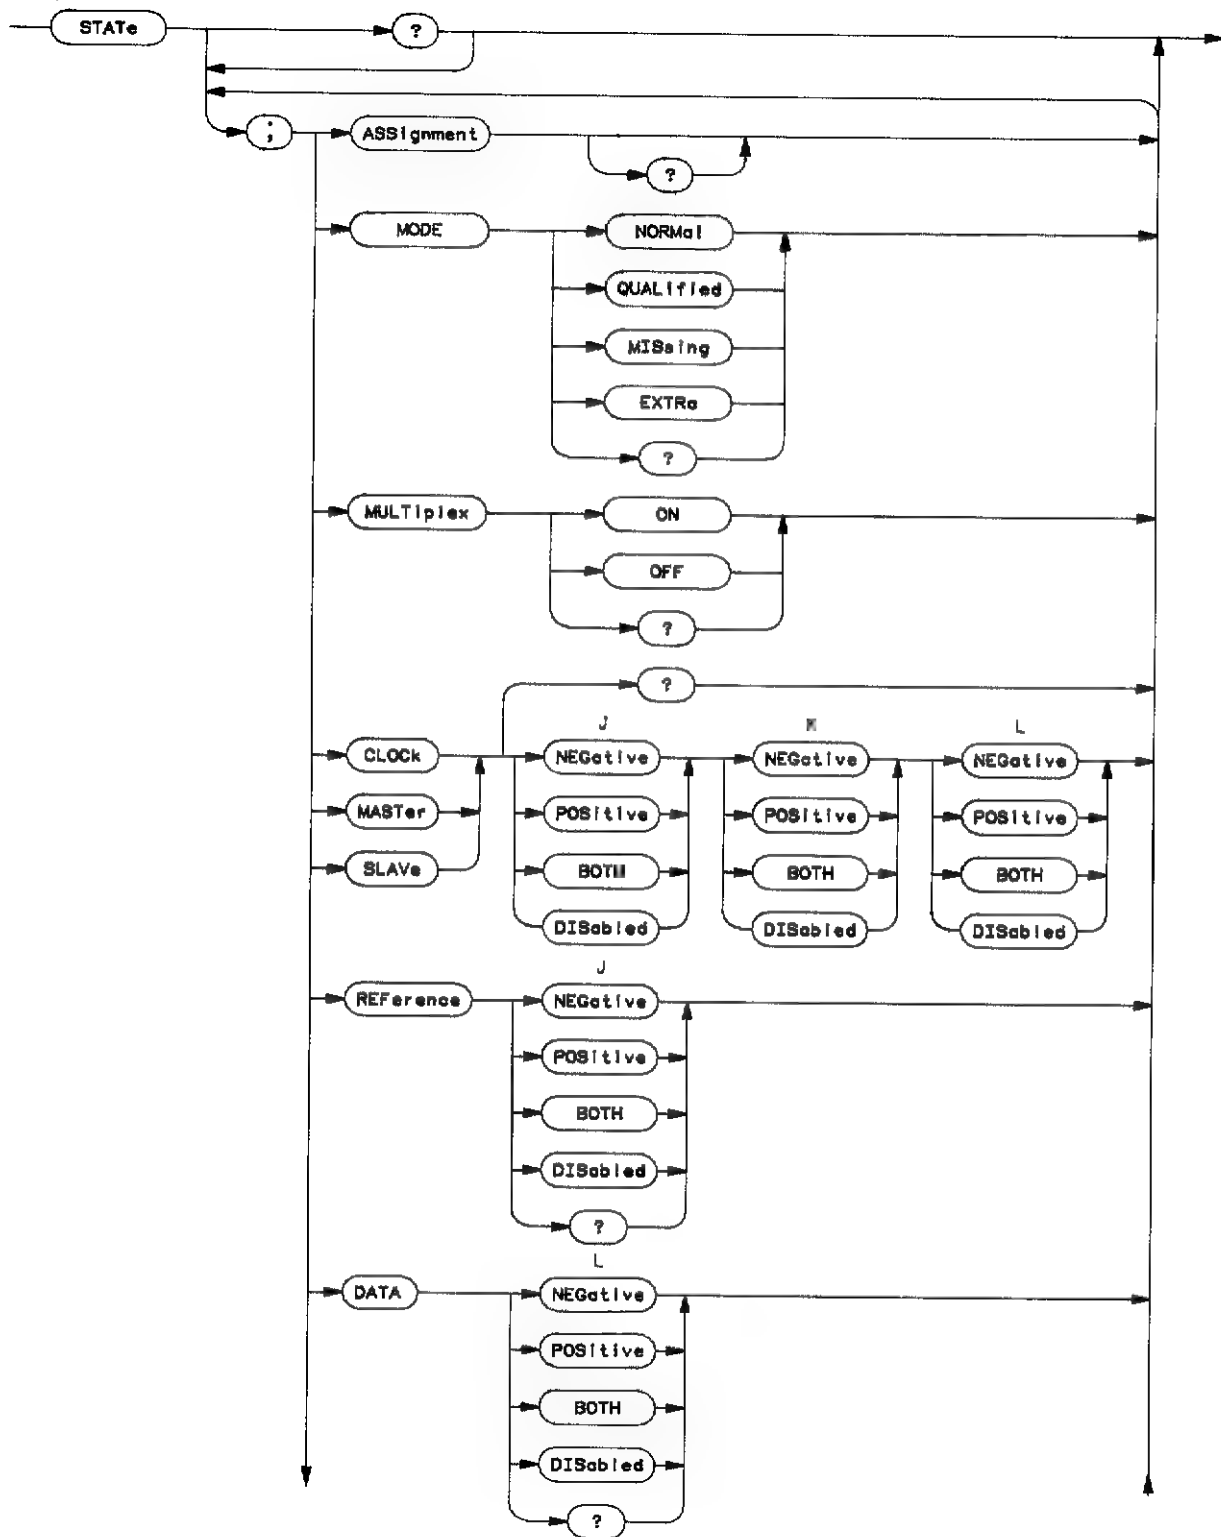 STATe
?
;
ASSignment
?
MODE
NORMal
QUALified
MISsing
EXTRa
?
MULTiplex
ON
OFF
?
?
J
L
CLOCk
NEGative
NEGative
NEGative
MASTer
POSitive
POSitive
POSitive
SLAVe
BOTH
BOTH
BOTH
DISabled
DISabled
DISabled
J
REFerence
NEGative
POSitive
BOTH
DISabled
?
L
DATA
NEGative
POSitive
BOTH
DISabled
?